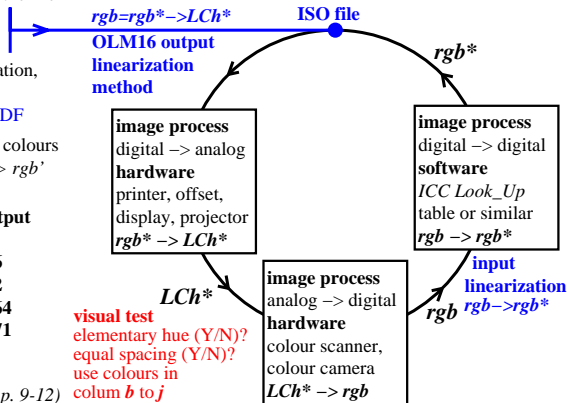 rgb=rgb*->LCh*
ISO file
OLM16 output
linearization
method
rgb*
ation,
DF
colours
> rgb’
tput
6
2
64
71
p. 9-12)
image process
digital −> analog
hardware
printer, offset,
display, projector
rgb* -> LCh*
image process
digital −> digital
software
ICC Look_Up
table or similar
rgb -> rgb*
LCh*
image process
analog -> digital
hardware
colour scanner,
colour camera
LCh* -> rgb
rgb
input
linearization
rgb−>rgb*
visual test
elementary hue (Y/N)?
equal spacing (Y/N)?
use colours in
colum b to j